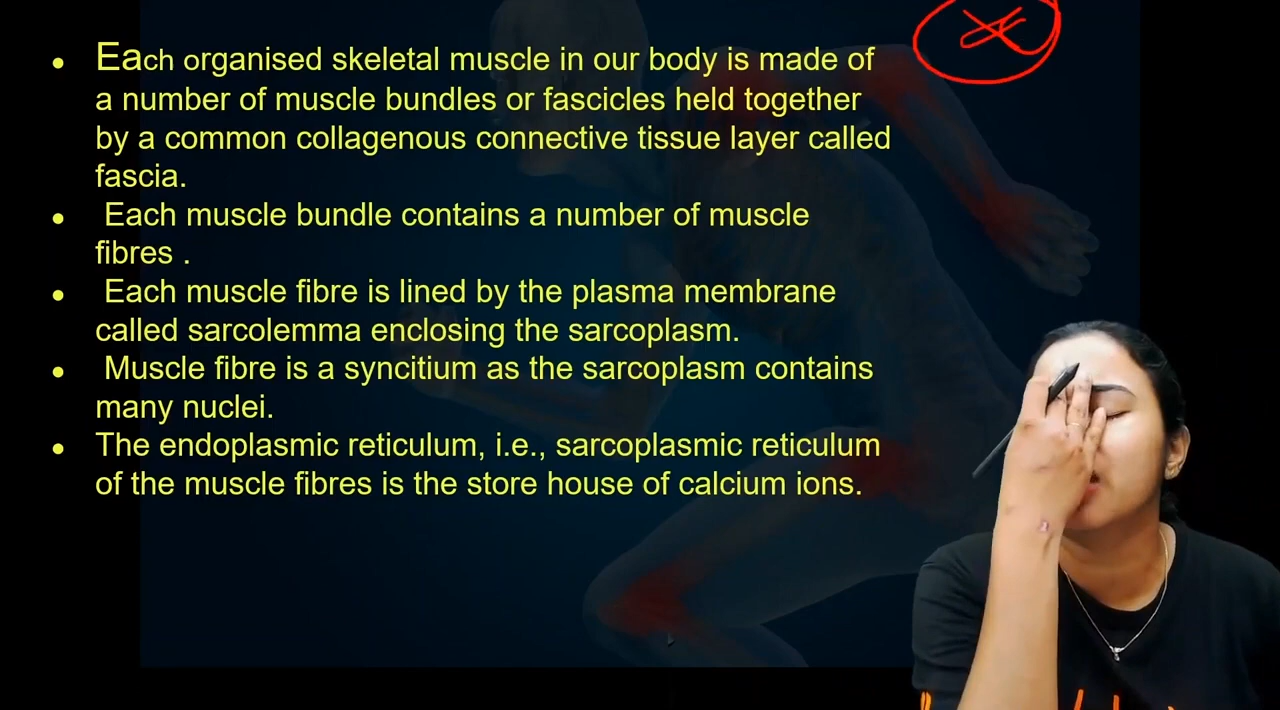 Each organised skeletal muscle in our body is made of
a number of muscle bundles or fascicles held together
by a common collagenous connective tissue layer called
fascia.
Each muscle bundle contains a number of muscle
fibres .
Each muscle fibre is lined by the plasma membrane
called sarcolemma enclosing the sarcoplasm.
Muscle fibre is a syncitium as the sarcoplasm contains
many nuclei.
The endoplasmic reticulum, i.e., sarcoplasmic reticulum
of the muscle fibres is the store house of calcium ions.